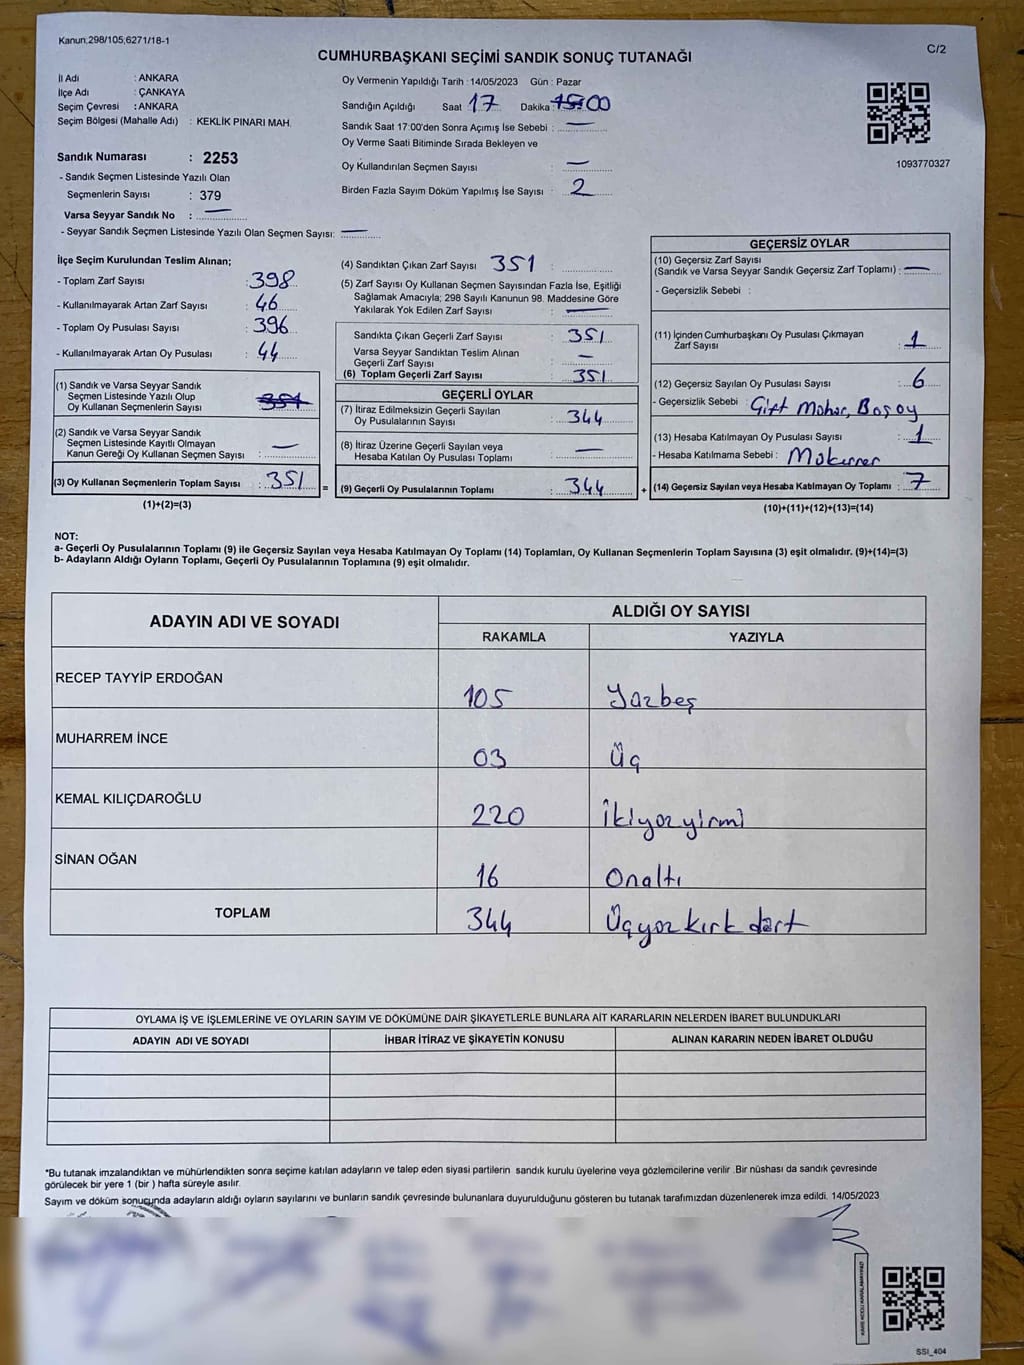 Kanun;298/105;6271/18-1
C/2
CUMHURBAŞKANI SEÇİMİ SANDIK SONUÇ TUTANAĞI
İl Adı : ANKARA
İlçe Adı : ÇANKAYA
Seçim Çevresi : ANKARA
Seçim Bölgesi (Mahalle Adı) : KEKLİK PINARI MAH.
Sandık Numarası : 2253
- Sandık Seçmen Listesinde Yazılı Olan
Seçmenlerin Sayısı : 379
Varsa Seyyar Sandık No : —
- Seyyar Sandık Seçmen Listesinde Yazılı Olan Seçmen Sayısı: —
Oy Vermenin Yapıldığı Tarih : 14/05/2023 Gün : Pazar
Sandığın Açıldığı Saat 17 Dakika : 00
Sandık Saat 17:00'den Sonra Açımış İse Sebebi : —
Oy Verme Saati Bitiminde Sırada Bekleyen ve
Oy Kullandırılan Seçmen Sayısı —
Birden Fazla Sayım Döküm Yapılmış İse Sayısı : 2
1093770327
İlçe Seçim Kurulundan Teslim Alınan;
- Toplam Zarf Sayısı : 398
- Kullanılmayarak Artan Zarf Sayısı : 46
- Toplam Oy Pusulası Sayısı : 396
- Kullanılmayarak Artan Oy Pusulası : 44
(1) Sandık ve Varsa Seyyar Sandık
Seçmen Listesinde Yazılı Olup
Oy Kullanan Seçmenlerin Sayısı : 351
(2) Sandık ve Varsa Seyyar Sandık
Seçmen Listesinde Kayıtlı Olmayan
Kanun Gereği Oy Kullanan Seçmen Sayısı : —
(3) Oy Kullanan Seçmenlerin Toplam Sayısı : 351 =
(1)+(2)=(3)
(4) Sandıktan Çıkan Zarf Sayısı 351 :
(5) Zarf Sayısı Oy Kullanan Seçmen Sayısından Fazla İse, Eşitliği
Sağlamak Amacıyla; 298 Sayılı Kanunun 98. Maddesine Göre
Yakılarak Yok Edilen Zarf Sayısı : —
Sandıkta Çıkan Geçerli Zarf Sayısı : 351
Varsa Seyyar Sandıktan Teslim Alınan
Geçerli Zarf Sayısı : —
(6) Toplam Geçerli Zarf Sayısı : 351
GEÇERLİ OYLAR
(7) İtiraz Edilmeksizin Geçerli Sayılan
Oy Pusulalarının Sayısı : 344
(8) İtiraz Üzerine Geçerli Sayılan veya
Hesaba Katılan Oy Pusulası Toplamı : —
(9) Geçerli Oy Pusulalarının Toplamı : 344 +
GEÇERSİZ OYLAR
(10) Geçersiz Zarf Sayısı
(Sandık ve Varsa Seyyar Sandık Geçersiz Zarf Toplamı) : —
- Geçersizlik Sebebi :
(11) İçinden Cumhurbaşkanı Oy Pusulası Çıkmayan
Zarf Sayısı : 1
(12) Geçersiz Sayılan Oy Pusulası Sayısı : 6
- Geçersizlik Sebebi : Çift Mühür, Boş oy
(13) Hesaba Katılmayan Oy Pusulası Sayısı : 1
- Hesaba Katılmama Sebebi : Mükerrer
(14) Geçersiz Sayılan veya Hesaba Katılmayan Oy Toplamı : 7
(10)+(11)+(12)+(13)=(14)
NOT:
a- Geçerli Oy Pusulalarının Toplamı (9) ile Geçersiz Sayılan veya Hesaba Katılmayan Oy Toplamı (14) Toplamları, Oy Kullanan Seçmenlerin Toplam Sayısına (3) eşit olmalıdır. (9)+(14)=(3)
b- Adayların Aldığı Oyların Toplamı, Geçerli Oy Pusulalarının Toplamına (9) eşit olmalıdır.
ADAYIN ADI VE SOYADI ALDIĞI OY SAYISI
RAKAMLA YAZIYLA
RECEP TAYYİP ERDOĞAN 105 Yüzbeş
MUHARREM İNCE 03 Üç
KEMAL KILIÇDAROĞLU 220 İkiyüzyirmi
SİNAN OĞAN 16 Onaltı
TOPLAM 344 Üçyüz kırk dört
OYLAMA İŞ VE İŞLEMLERİNE VE OYLARIN SAYIM VE DÖKÜMÜNE DAİR ŞİKAYETLERLE BUNLARA AİT KARARLARIN NELERDEN İBARET BULUNDUKLARI
ADAYIN ADI VE SOYADI İHBAR İTİRAZ VE ŞİKAYETİN KONUSU ALINAN KARARIN NEDEN İBARET OLDUĞU
*Bu tutanak imzalandıktan ve mühürlendikten sonra seçime katılan adayların ve talep eden siyasi partilerin sandık kurulu üyelerine veya gözlemcilerine verilir .Bir nüshası da sandık çevresinde
görülecek bir yere 1 (bir ) hafta süreyle asılır.
Sayım ve döküm sonucunda adayların aldığı oyların sayılarını ve bunların sandık çevresinde bulunanlara duyurulduğunu gösteren bu tutanak tarafımızdan düzenlenerek imza edildi. 14/05/2023
KARE KODU KARALAMAYINIZ!
SSI_404